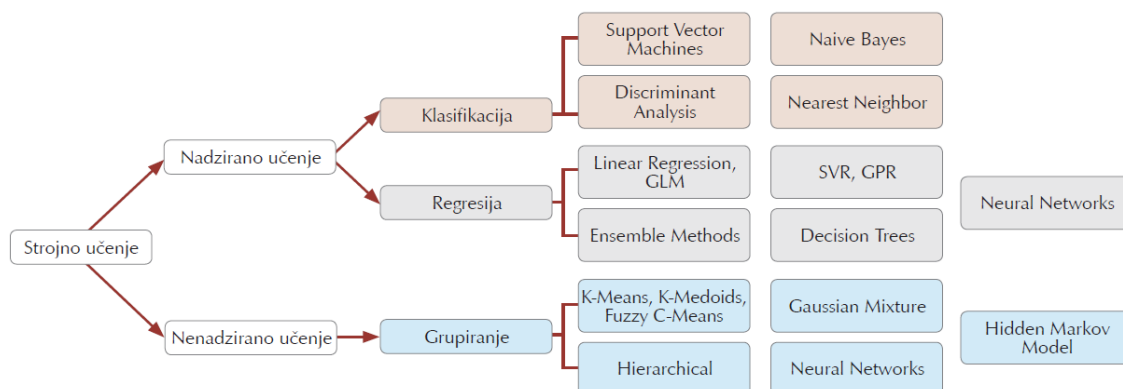 Support Vector
Machines
Naive Bayes
Klasifikacija
Discriminant
Analysis
Nearest Neighbor
Nadzirano učenje
Regresija
Linear Regression,
GLM
SVR, GPR
Neural Networks
Ensemble Methods
Decision Trees
Strojno učenje
Nenadzirano učenje
Grupiranje
K-Means, K-Medoids,
Fuzzy C-Means
Gaussian Mixture
Hidden Markov
Model
Hierarchical
Neural Networks